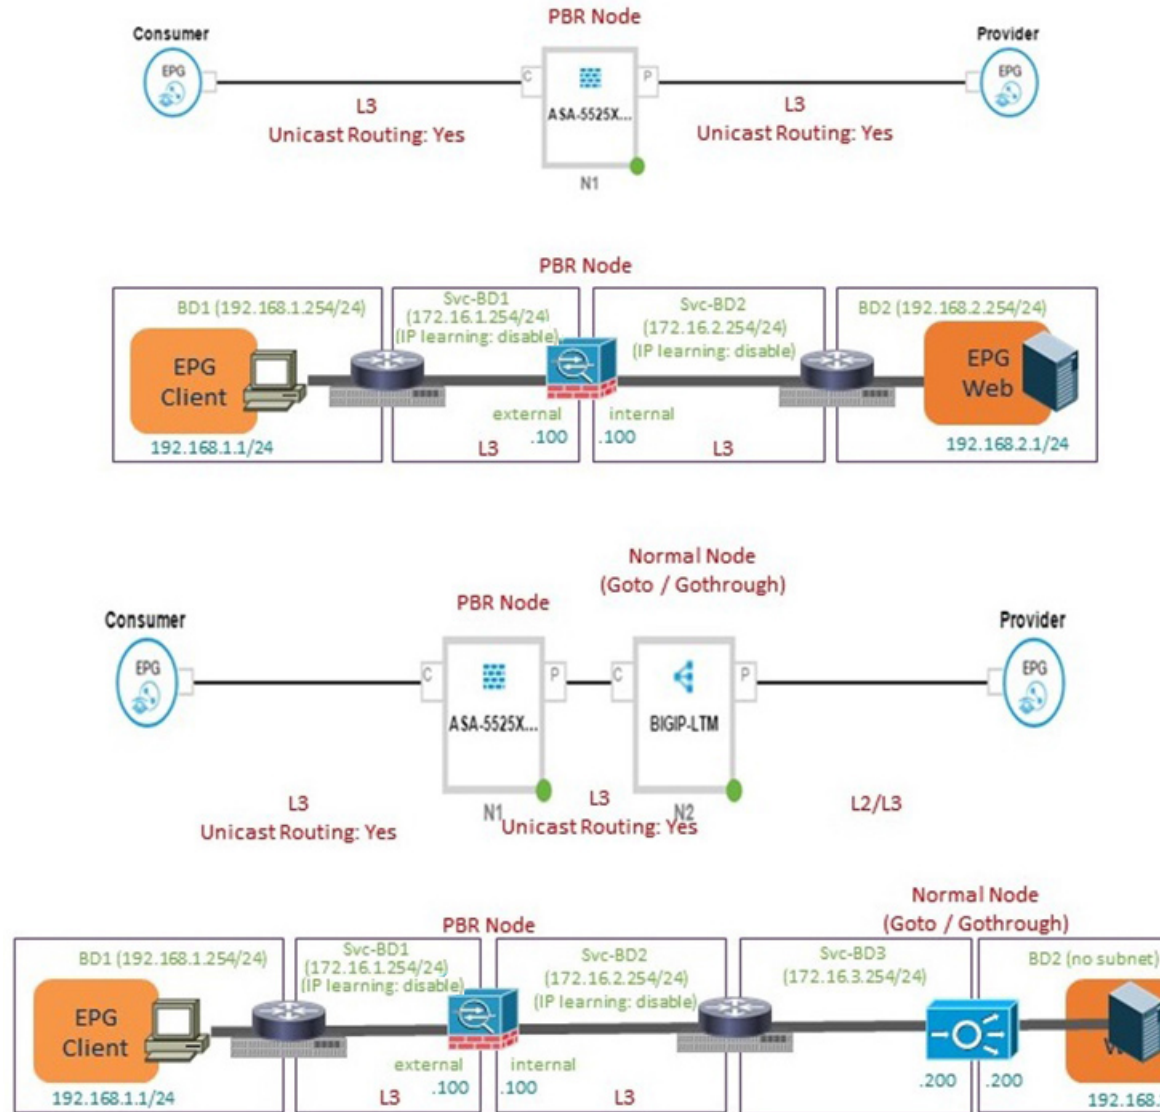 PBR Node
Consumer
Provider
EPG
C
P
EPG
ASA-5525X...
L3
Unicast Routing: Yes
L3
Unicast Routing: Yes
N1
PBR Node
BD1 (192.168.1.254/24)
Svc-BD1
(172.16.1.254/24)
(IP learning: disable)
Svc-BD2
(172.16.2.254/24)
(IP learning: disable)
BD2 (192.168.2.254/24)
EPG
Client
EPG
Web
external
internal
.100
.100
192.168.1.1/24
L3
L3
192.168.2.1/24
Normal Node
(Goto / Gothrough)
PBR Node
Consumer
Provider
EPG
C
P
C
P
EPG
ASA-5525X...
BIGIP-LTM
L3
Unicast Routing: Yes
N1
L3
Unicast Routing: Yes
N2
L2/L3
Normal Node
(Goto / Gothrough)
PBR Node
BD1 (192.168.1.254/24)
Svc-BD1
(172.16.1.254/24)
(IP learning: disable)
Svc-BD2
(172.16.2.254/24)
(IP learning: disable)
Svc-BD3
(172.16.3.254/24)
BD2 (no subnet)
EPG
Client
external
internal
.100
.100
.200
.200
192.168.1.1/24
L3
L3
192.168.